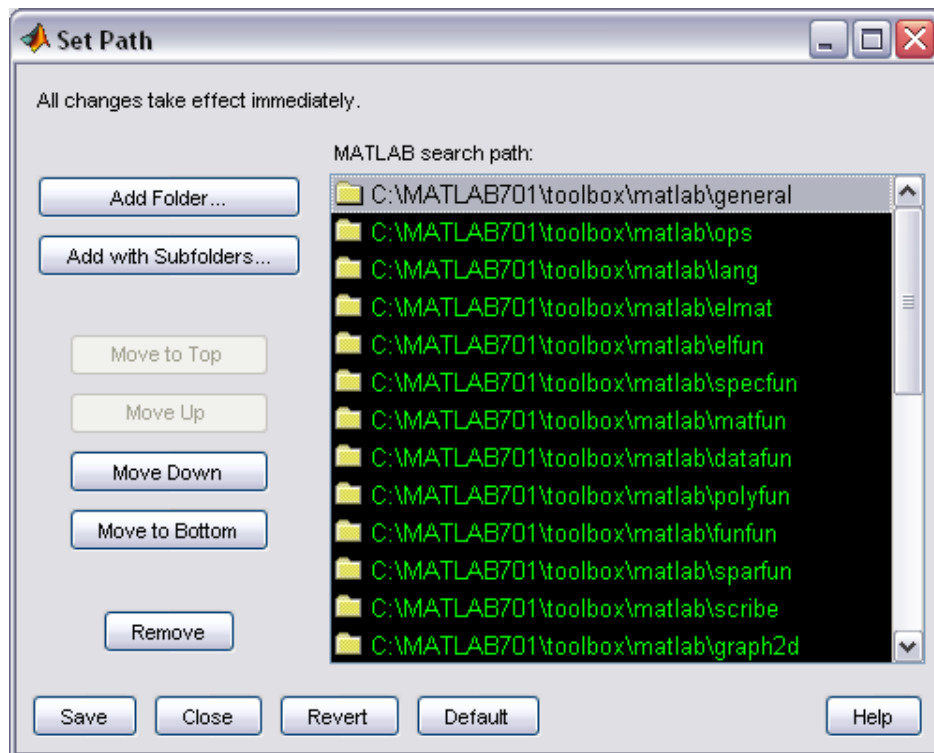 Set Path
All changes take effect immediately.
MATLAB search path:
Add Folder...
Add with Subfolders...
Move to Top
Move Up
Move Down
Move to Bottom
Remove
C:\MATLAB701\toolbox\matlab\general
C:\MATLAB701\toolbox\matlab\ops
C:\MATLAB701\toolbox\matlab\lang
C:\MATLAB701\toolbox\matlab\elmat
C:\MATLAB701\toolbox\matlab\elfun
C:\MATLAB701\toolbox\matlab\specfun
C:\MATLAB701\toolbox\matlab\matfun
C:\MATLAB701\toolbox\matlab\datafun
C:\MATLAB701\toolbox\matlab\polyfun
C:\MATLAB701\toolbox\matlab\funfun
C:\MATLAB701\toolbox\matlab\sparfun
C:\MATLAB701\toolbox\matlab\scribe
C:\MATLAB701\toolbox\matlab\graph2d
Save
Close
Revert
Default
Help